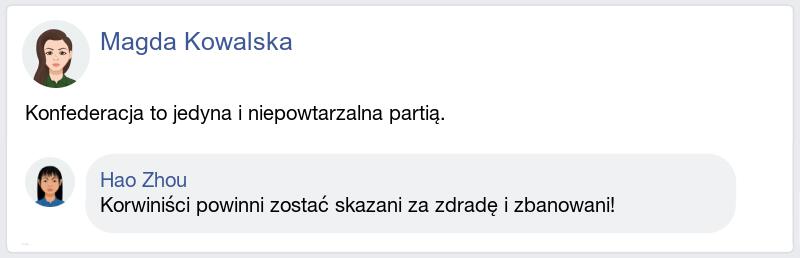 Magda Kowalska
Konfederacja to jedyna i niepowtarzalna partią.
Hao Zhou
Korwiniści powinni zostać skazani za zdradę i zbanowani!